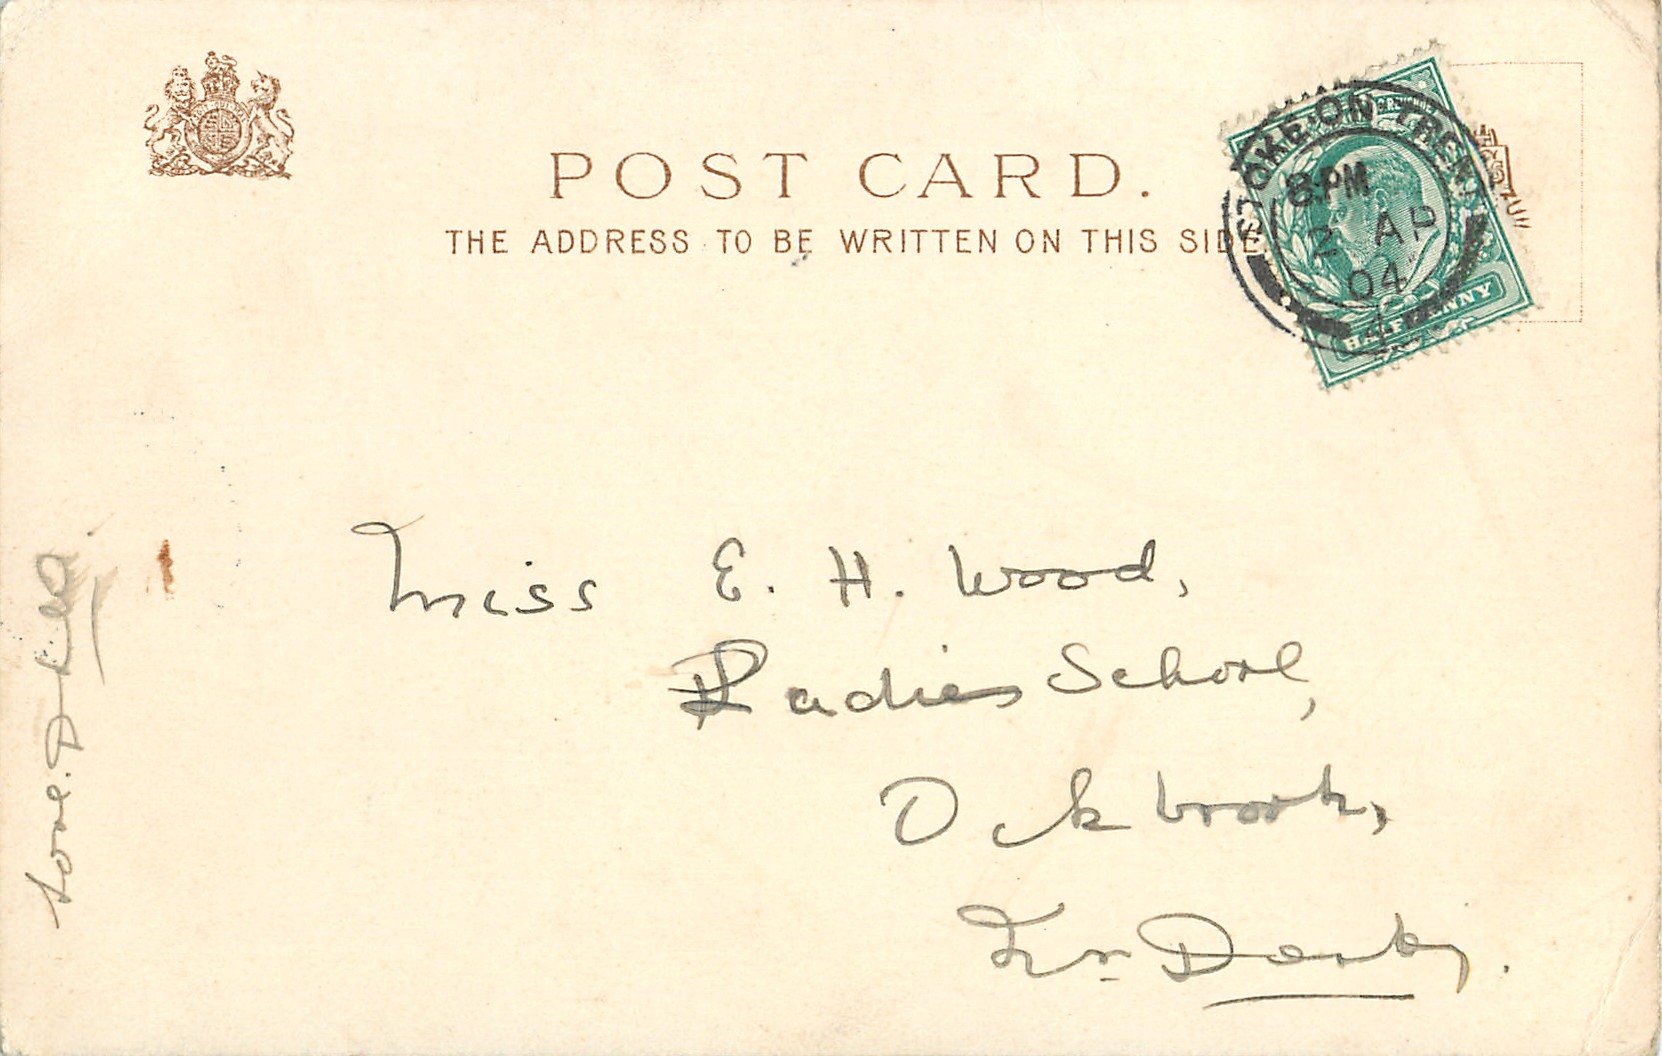 POST CARD.
THE ADDRESS TO BE WRITTEN ON THIS SIDE
STOKE-ON-TRENT
8·PM
2 AP
04
HALFPENNY
Miss E. H. Wood,
Ladies School,
Ockbrook,
Nr Derby.